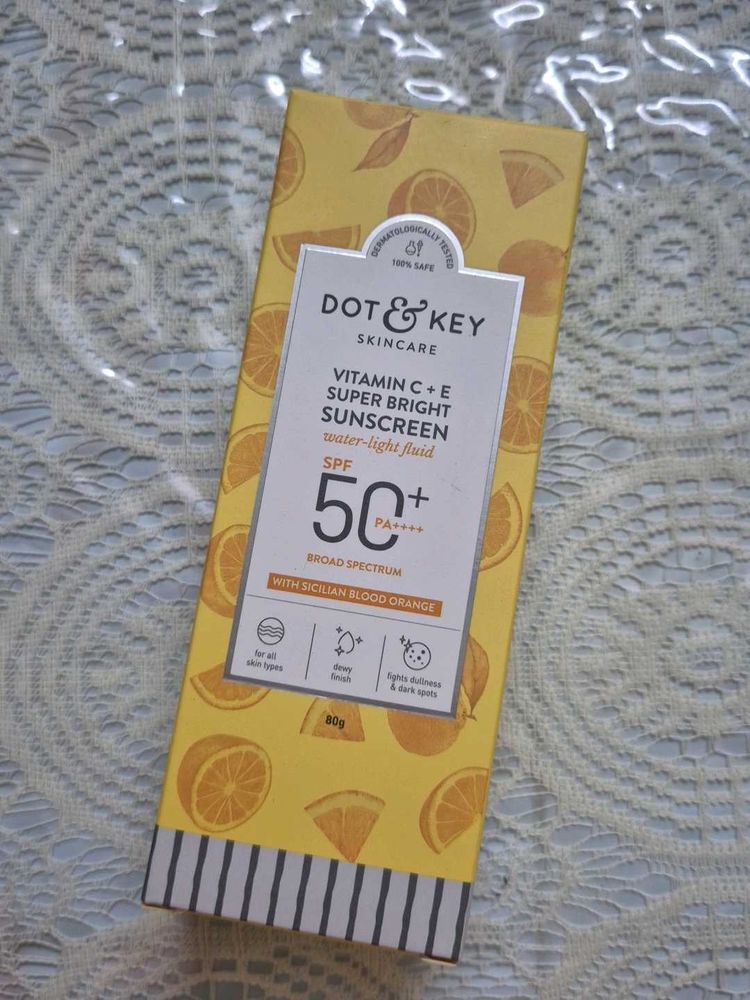 DERMATOLOGICALLY TESTED
100% SAFE
DOT & KEY
SKINCARE
VITAMIN C + E
SUPER BRIGHT
SUNSCREEN
water-light fluid
SPF
50+
PA++++
BROAD SPECTRUM
WITH SICILIAN BLOOD ORANGE
for all
skin types
dewy
finish
fights dullness
& dark spots
80g